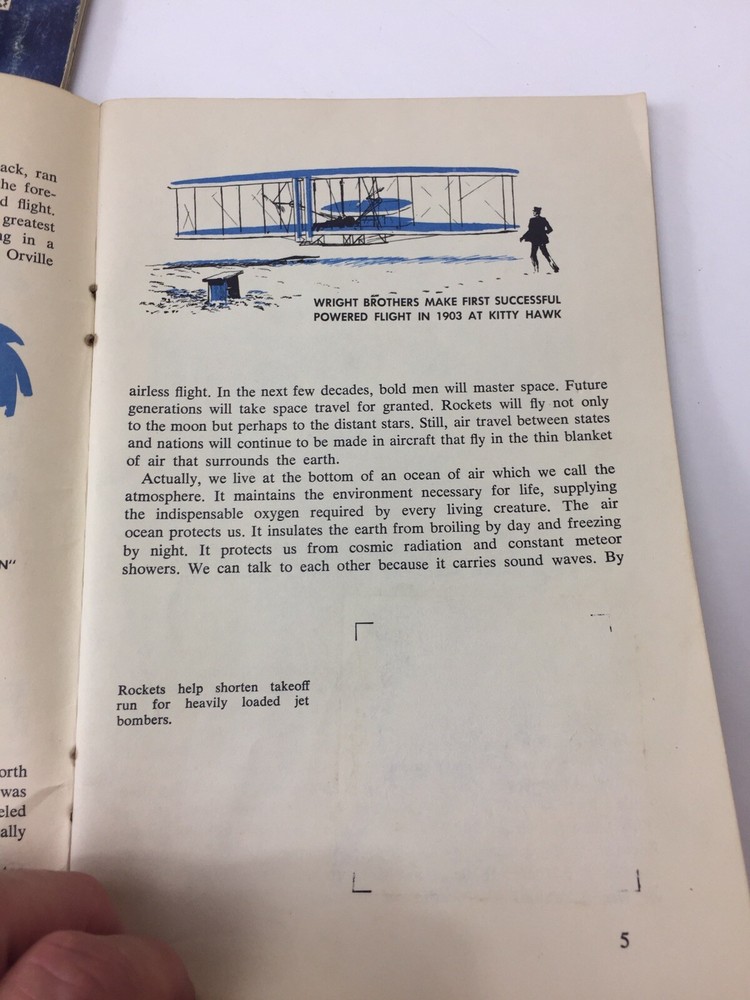 ack, ran
he fore-
d flight.
greatest
ng in a
Orville
N"
orth
was
eled
ally
WRIGHT BROTHERS MAKE FIRST SUCCESSFUL
POWERED FLIGHT IN 1903 AT KITTY HAWK
airless flight. In the next few decades, bold men will master space. Future
generations will take space travel for granted. Rockets will fly not only
to the moon but perhaps to the distant stars. Still, air travel between states
and nations will continue to be made in aircraft that fly in the thin blanket
of air that surrounds the earth.
Actually, we live at the bottom of an ocean of air which we call the
atmosphere. It maintains the environment necessary for life, supplying
the indispensable oxygen required by every living creature. The air
ocean protects us. It insulates the earth from broiling by day and freezing
by night. It protects us from cosmic radiation and constant meteor
showers. We can talk to each other because it carries sound waves. By
Rockets help shorten takeoff
run for heavily loaded jet
bombers.
5